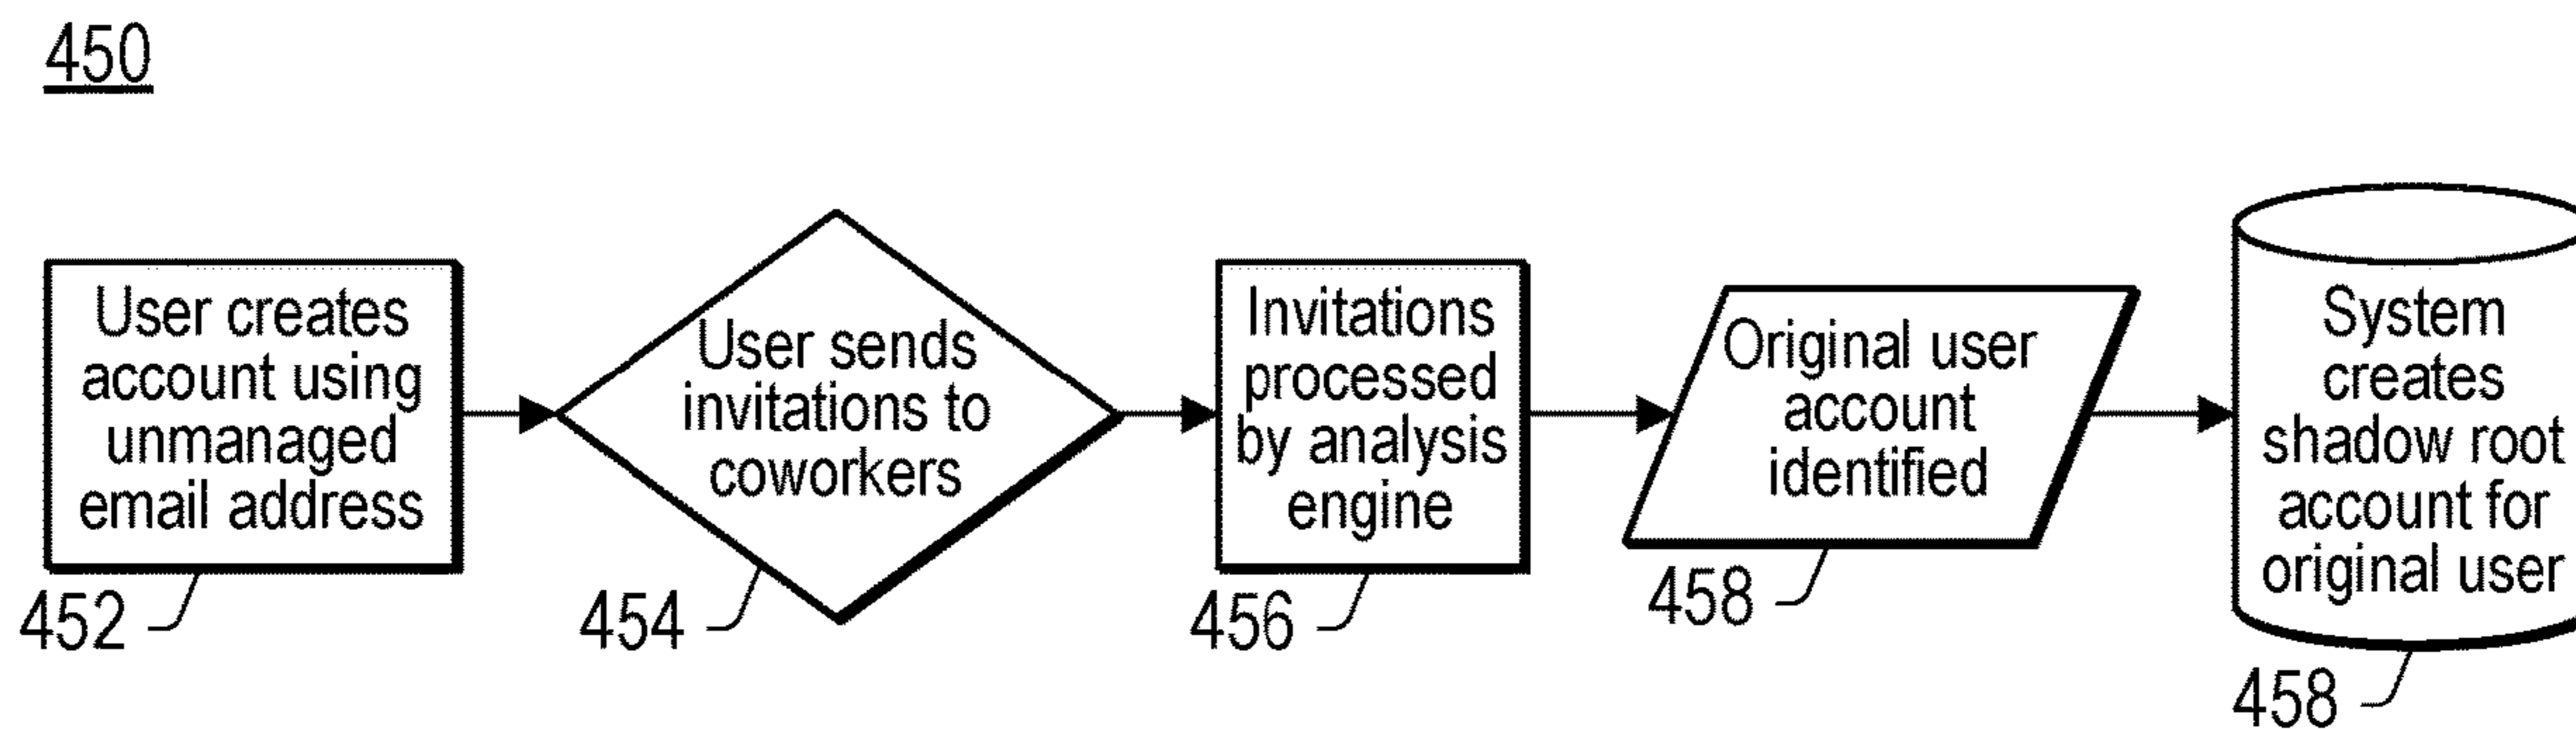 450
User creates
account using
unmanaged
email address
452
User sends
invitations to
coworkers
454
Invitations
processed
by analysis
engine
456
Original user
account
identified
458
System
creates
shadow root
account for
original user
458